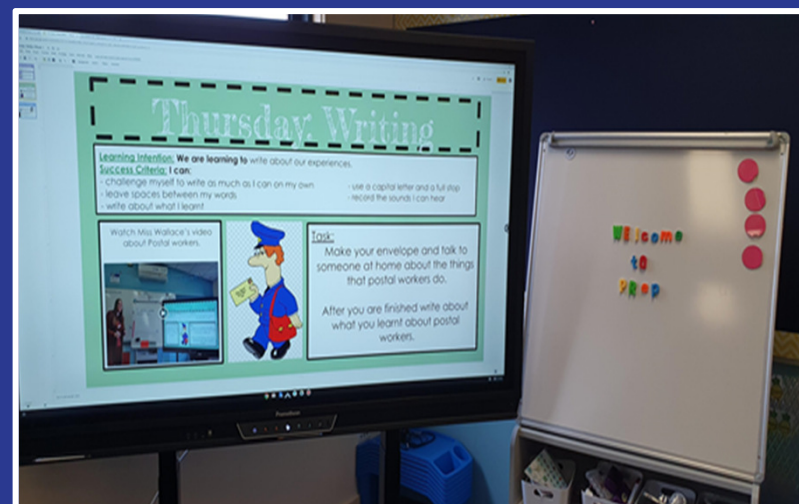 Thursday: Writing
Learning Intention: We are learning to write about our experiences.
Success Criteria: I can:
- challenge myself to write as much as I can on my own
- leave spaces between my words
- write about what I learnt
- use a capital letter and a full stop
- record the sounds I can hear
Watch Miss Wallace's video
about Postal workers.
Task:
Make your envelope and talk to
someone at home about the things
that postal workers do.
After you are finished write about
what you learnt about postal
workers.
Promethean
WElcome
to
PRep